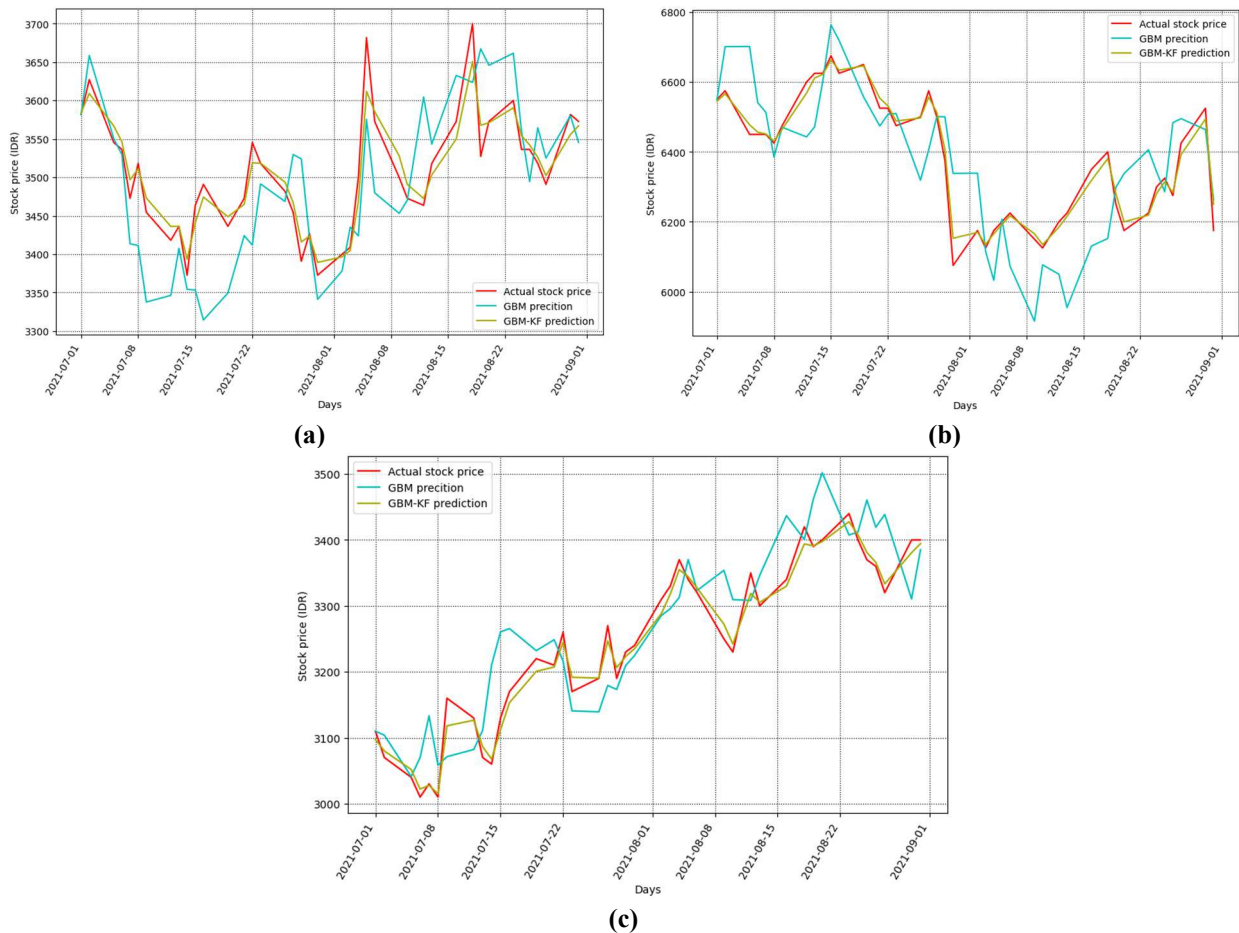 3700
3650
3600
3550
3500
3450
3400
3350
3300
Stock price (IDR)
Actual stock price
GBM precition
GBM-KF prediction
2021-07-01
2021-07-08
2021-07-15
2021-07-22
2021-08-01
2021-08-08
2021-08-15
2021-08-22
2021-09-01
Days
(a)
6800
6600
6400
6200
6000
Stock price (IDR)
Actual stock price
GBM precition
GBM-KF prediction
2021-07-01
2021-07-08
2021-07-15
2021-07-22
2021-08-01
2021-08-08
2021-08-15
2021-08-22
2021-09-01
Days
(b)
3500
3400
3300
3200
3100
3000
Stock price (IDR)
Actual stock price
GBM precition
GBM-KF prediction
2021-07-01
2021-07-08
2021-07-15
2021-07-22
2021-08-01
2021-08-08
2021-08-15
2021-08-22
2021-09-01
Days
(c)